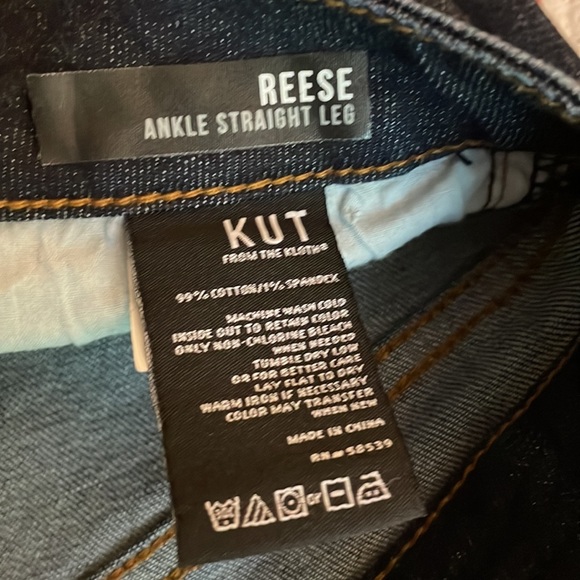 REESE
ANKLE STRAIGHT LEG
KUT
FROM THE KLOTH®
99% COTTON/1% SPANDEX
MACHINE WASH COLD
INSIDE OUT TO RETAIN COLOR
ONLY NON-CHLORINE BLEACH
WHEN NEEDED
TUMBLE DRY LOW
OR FOR BETTER CARE
LAY FLAT TO DRY
WARM IRON IF NECESSARY
COLOR MAY TRANSFER
WHEN NEW
MADE IN CHINA
RN# 58539
or